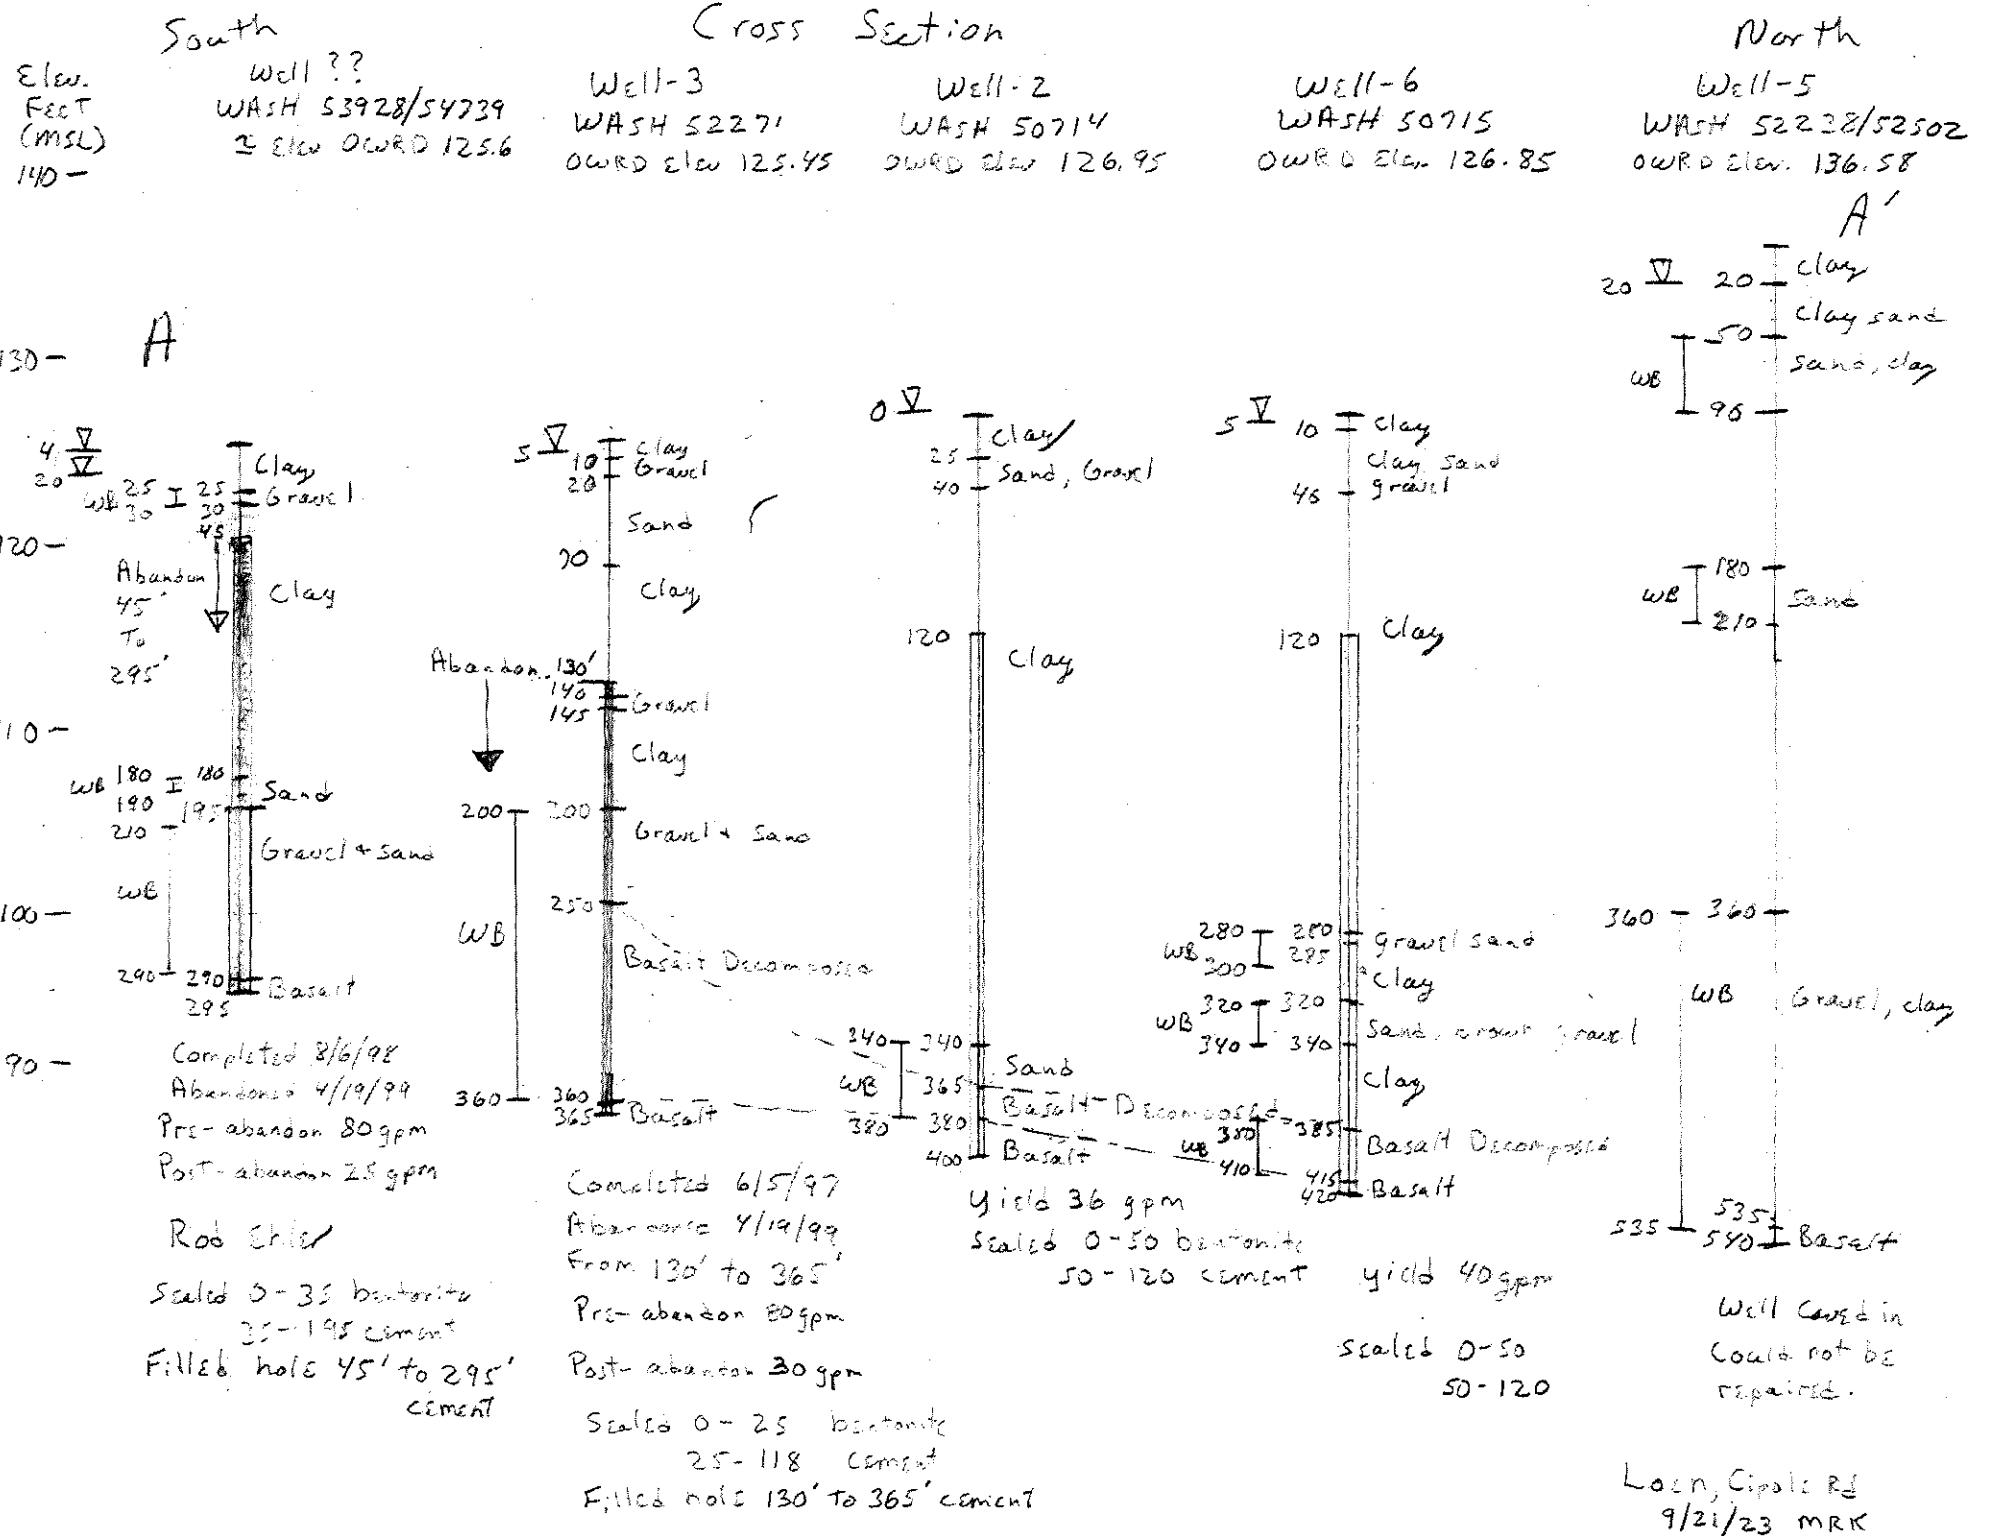 South
Cross Section
North
Elev.
Feet
(MSL)
140 -
Well ??
WASH 53928/54739
≈ Elev OWRD 125.6
Well-3
WASH 52271
OWRD Elev 125.45
Well-2
WASH 50714
OWRD Elev 126.95
Well-6
WASH 50715
OWRD Elev. 126.85
Well-5
WASH 52238/52502
OWRD Elev. 136.58
A'
A
130 -
120 -
110 -
100 -
90 -
4
20
Clay
WB 25 25 Gravel
30 30
45
Abandon
45'
To
295'
Clay
WB 180 180
190 195
Sand
210
WB
Gravel + Sand
290 290
295
Basalt
Completed 8/6/98
Abandoned 4/19/99
Pre-abandon 80gpm
Post-abandon 25 gpm
Rod Ehler
Sealed 0-35 bentonite
35-195 cement
Filled hole 45' to 295'
cement
5
10 Clay
20 Gravel
Sand
70
Clay
Abandon 130'
140
145
Gravel
Clay
200 200
Gravel + Sand
250
WB
Basalt Decomposed
360 360
365 Basalt
Completed 6/5/97
Abandoned 4/19/99
From 130' to 365'
Pre-abandon 80gpm
Post-abandon 30gpm
Sealed 0-25 bentonite
25-118 cement
Filled hole 130' to 365' cement
0
Clay
25
Sand, Gravel
40
120
Clay
340 340
Sand
WB 365
Basalt-Decomposed
380 380
Basalt
400
Yield 36 gpm
Sealed 0-50 bentonite
50-120 cement
5
10 Clay
Clay sand
gravel
46
120
Clay
280 280
WB 285
gravel sand
300
Clay
320 320
WB
340 340
Sand, brown gravel
Clay
380 385
WB
Basalt Decomposed
410 415
420
Basalt
Yield 40gpm
Sealed 0-50
50-120
20
20 Clay
Clay sand
50
WB
Sand, clay
96
180
WB
Sand
210
360 360
WB
Gravel, clay
535 535
540 Basalt
Well caved in
Could not be
repaired.
Loen, Cipole Rd
9/21/23 MRK